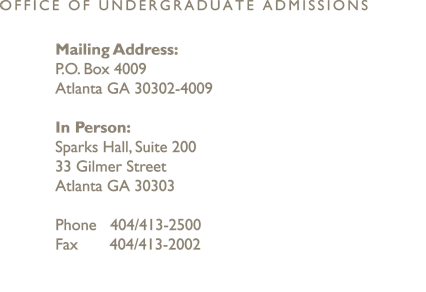 OFFICE OF UNDERGRADUATE ADMISSIONS
Mailing Address:
P.O. Box 4009
Atlanta GA 30302-4009
In Person:
Sparks Hall, Suite 200
33 Gilmer Street
Atlanta GA 30303
Phone 404/413-2500
Fax 404/413-2002